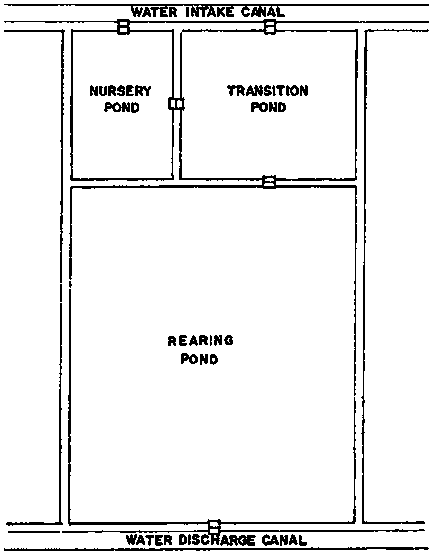 WATER INTAKE CANAL
NURSERY
POND
TRANSITION
POND
REARING
POND
WATER DISCHARGE CANAL